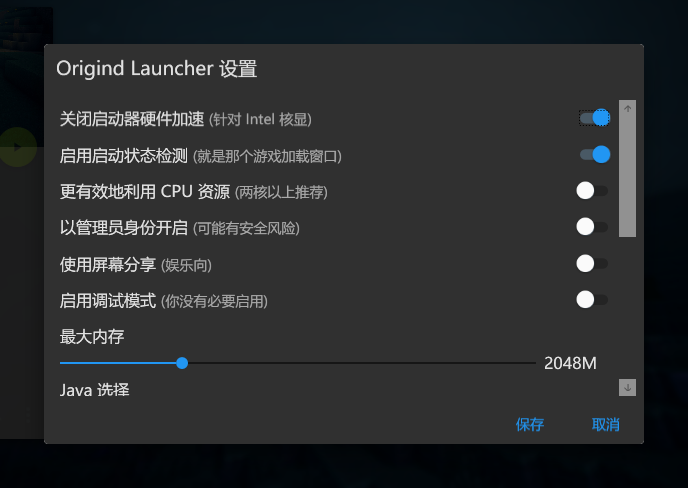 Origind Launcher 设置
关闭启动器硬件加速 (针对 Intel 核显)
启用启动状态检测 (就是那个游戏加载窗口)
更有效地利用 CPU 资源 (两核以上推荐)
以管理员身份开启 (可能有安全风险)
使用屏幕分享 (娱乐向)
启用调试模式 (你没有必要启用)
最大内存
2048M
Java 选择
保存 取消